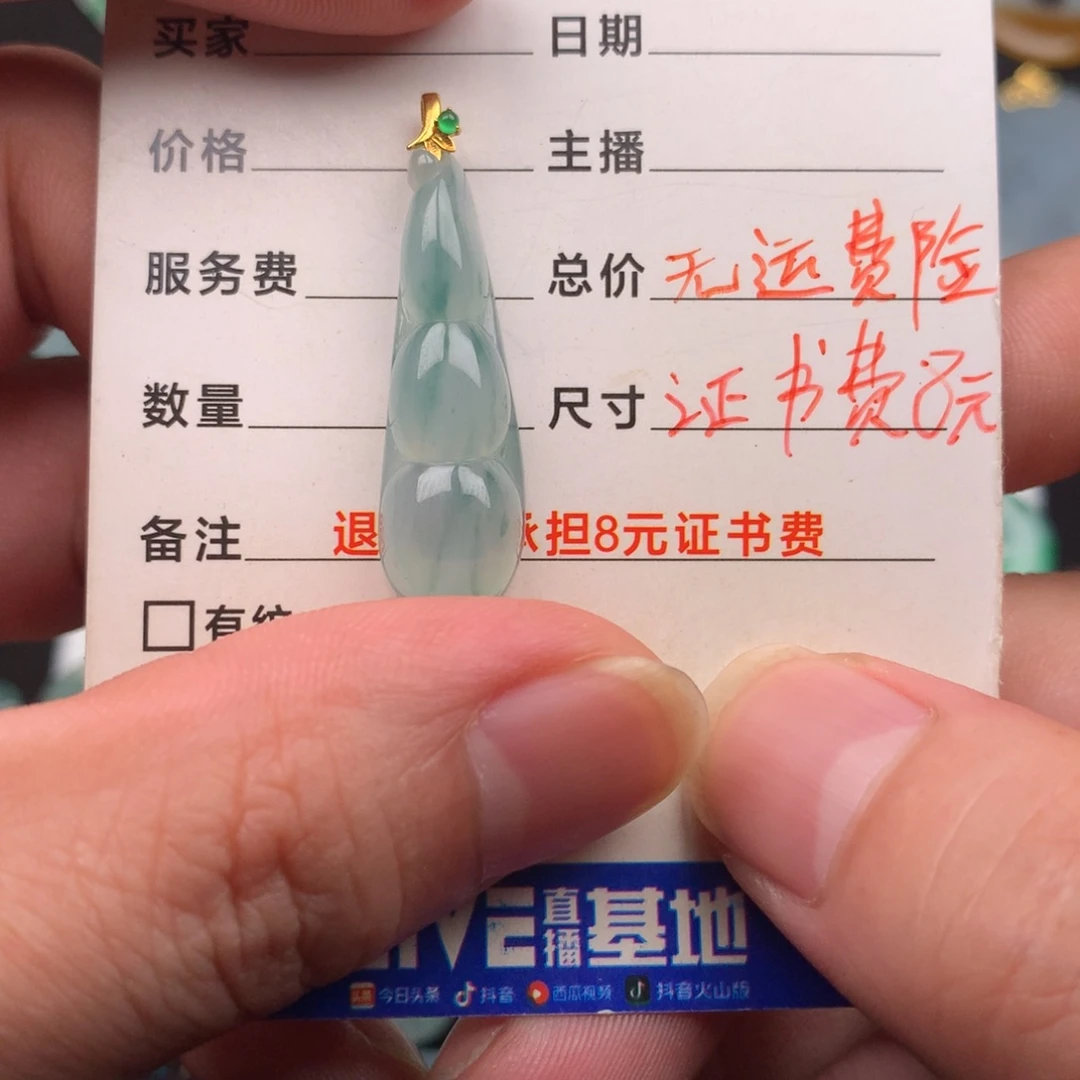 买家 日期
价格 主播
服务费 总价 无运费险
数量 尺寸 证书费8元
备注 退 承担8元证书费
有纹
LIVE 直播 基地
今日头条 抖音 西瓜视频 抖音火山版